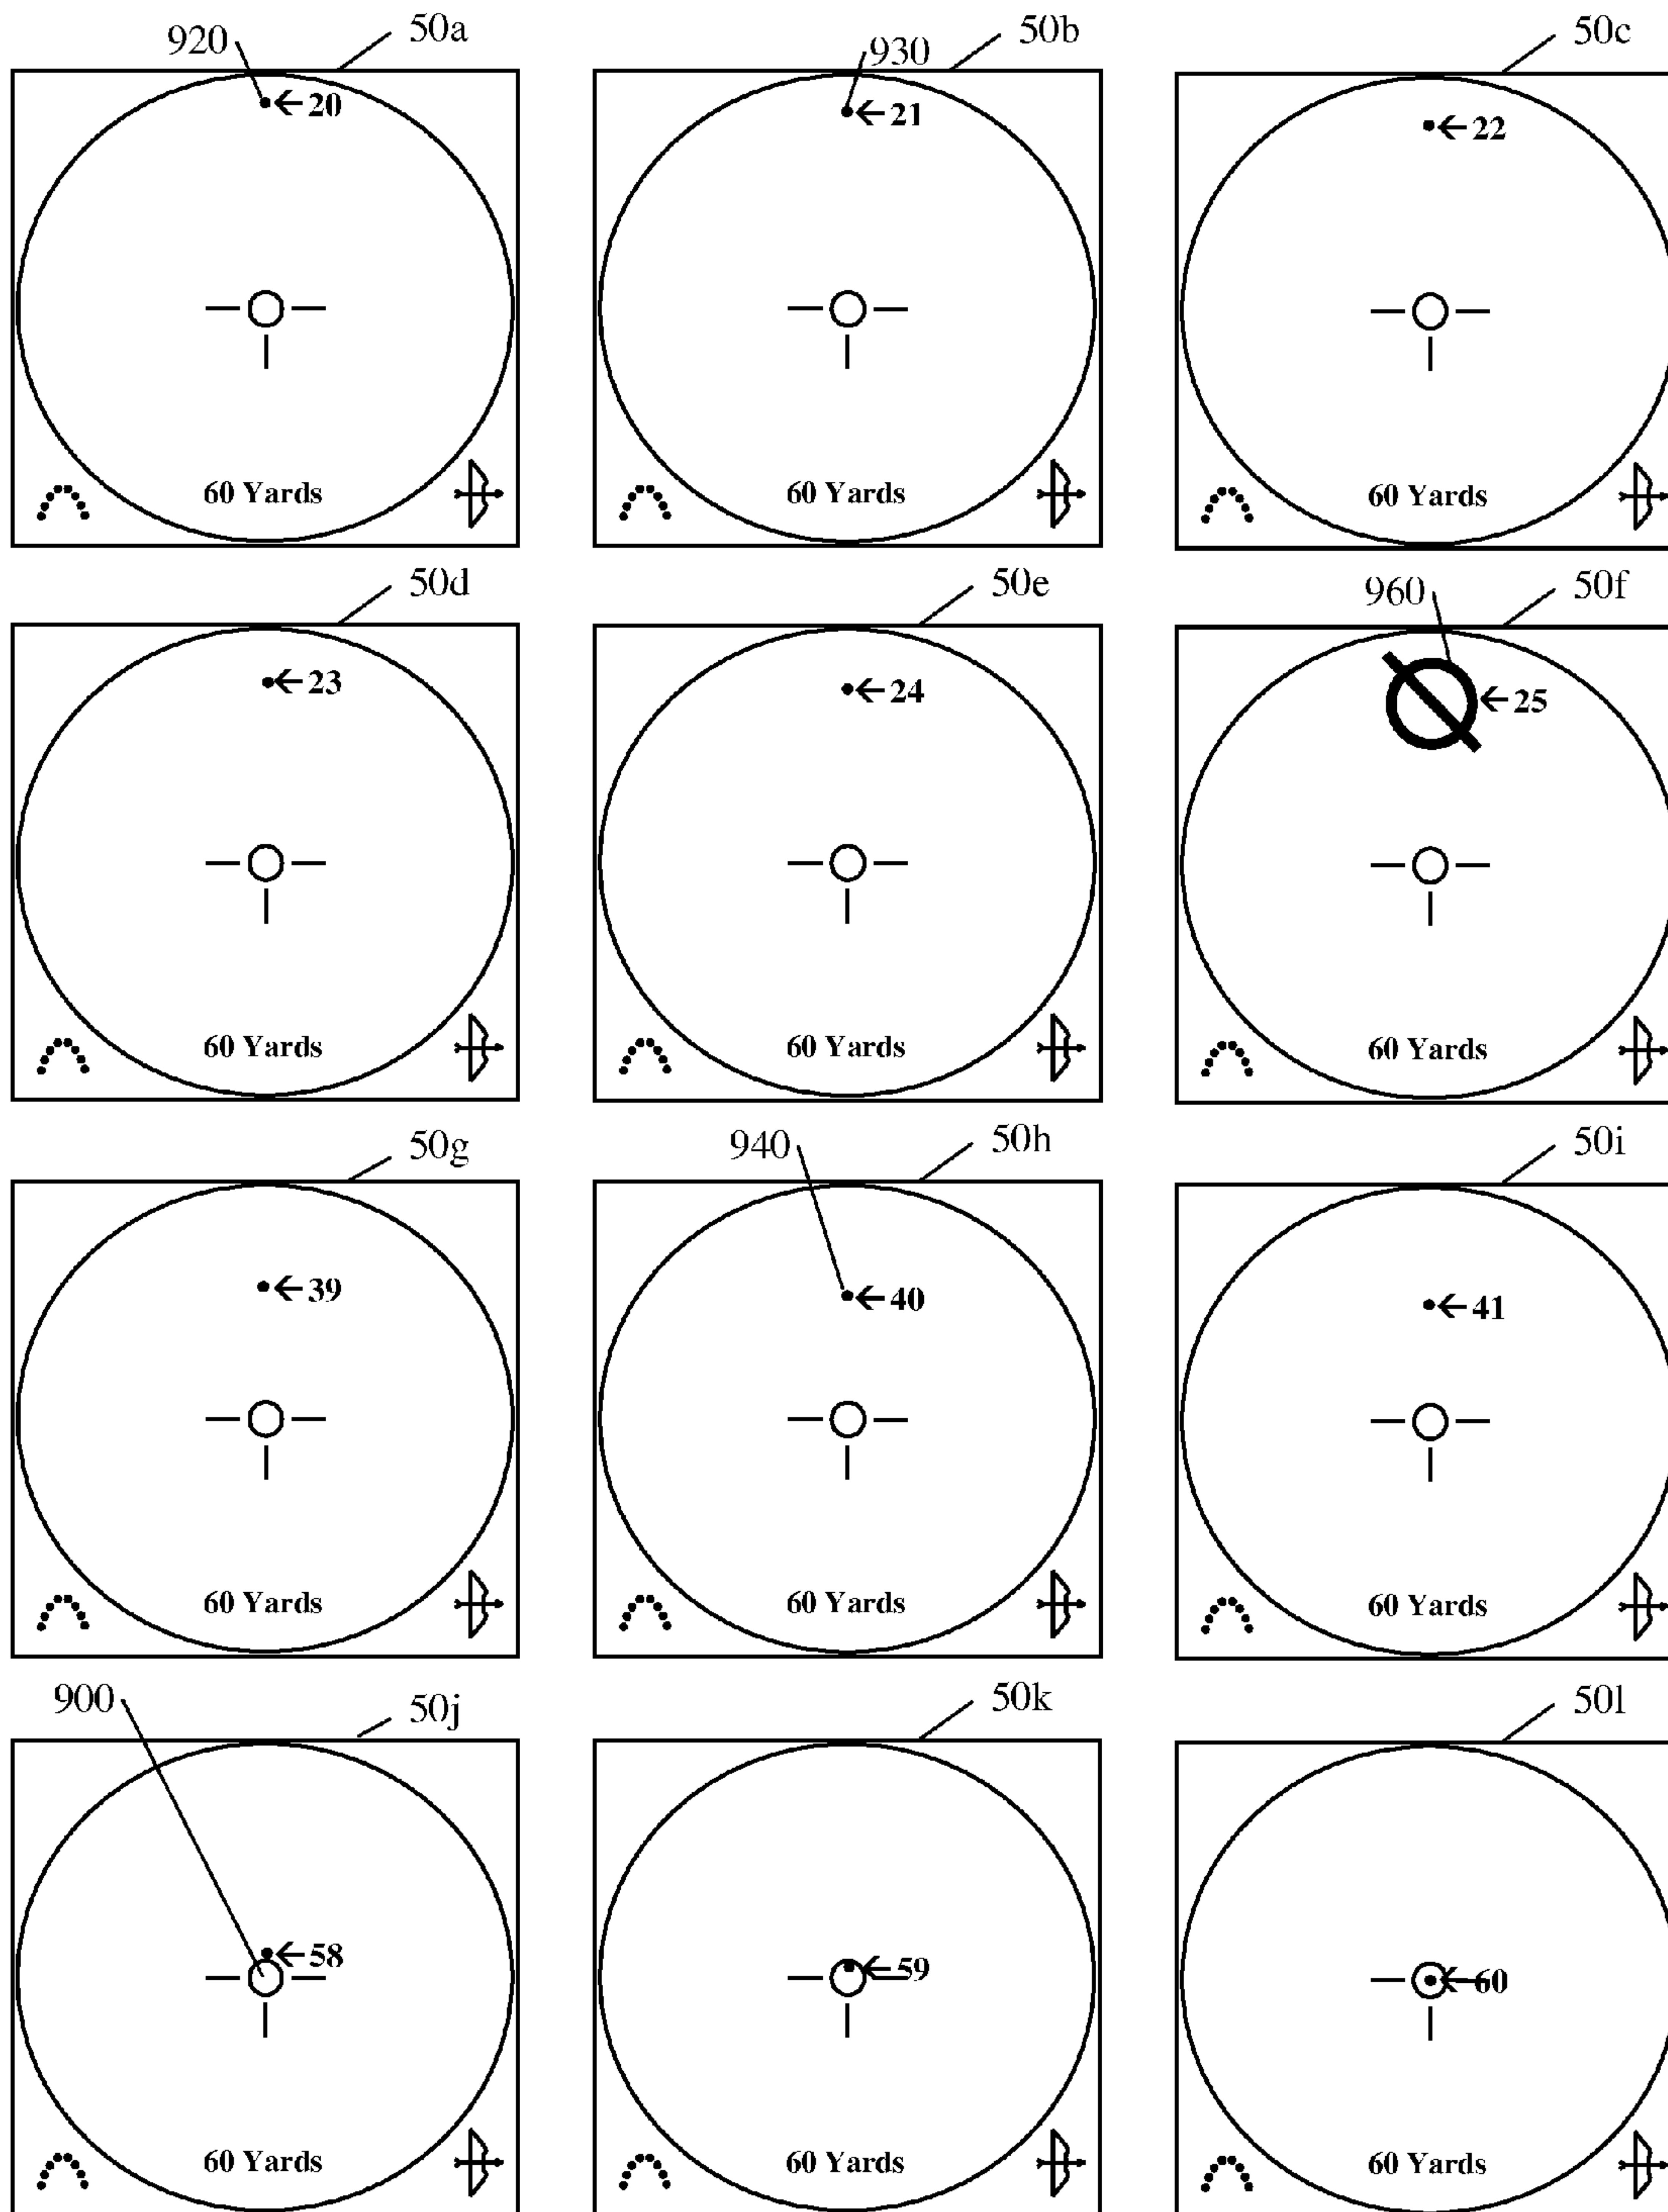 920 50a 930 50b 50c
←20 ←21 ←22
60 Yards 60 Yards 60 Yards
50d 50e 960 50f
←23 ←24 ←25
60 Yards 60 Yards 60 Yards
50g 940 50h 50i
←39 ←40 ←41
60 Yards 60 Yards 60 Yards
900 50j 50k 50l
←58 ←59 ←60
60 Yards 60 Yards 60 Yards